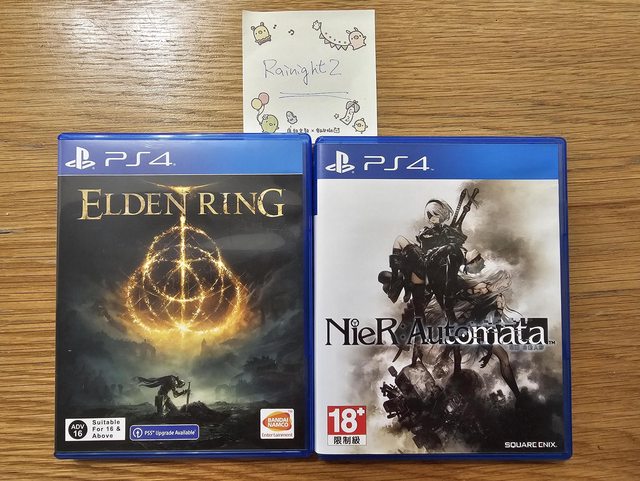 Rainight2
PS4
ELDEN RING
ADV
16
Suitable
For 16 &
Above
PS5 Upgrade Available
BANDAI
NAMCO
Entertainment
PS4
NieR:Automata
TM
18+
限制級
SQUARE ENIX